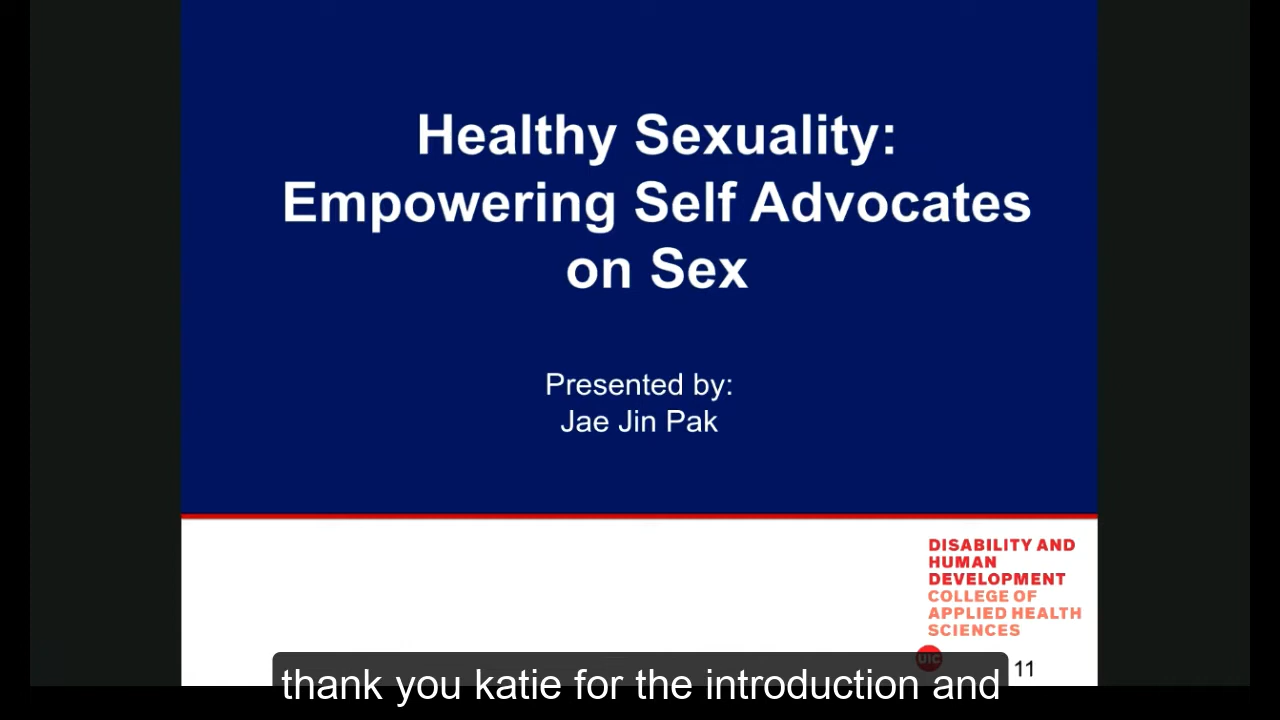 Healthy Sexuality:
Empowering Self Advocates
on Sex
Presented by:
Jae Jin Pak
DISABILITY AND
HUMAN
DEVELOPMENT
COLLEGE OF
APPLIED HEALTH
SCIENCES
UIC
11
thank you katie for the introduction and